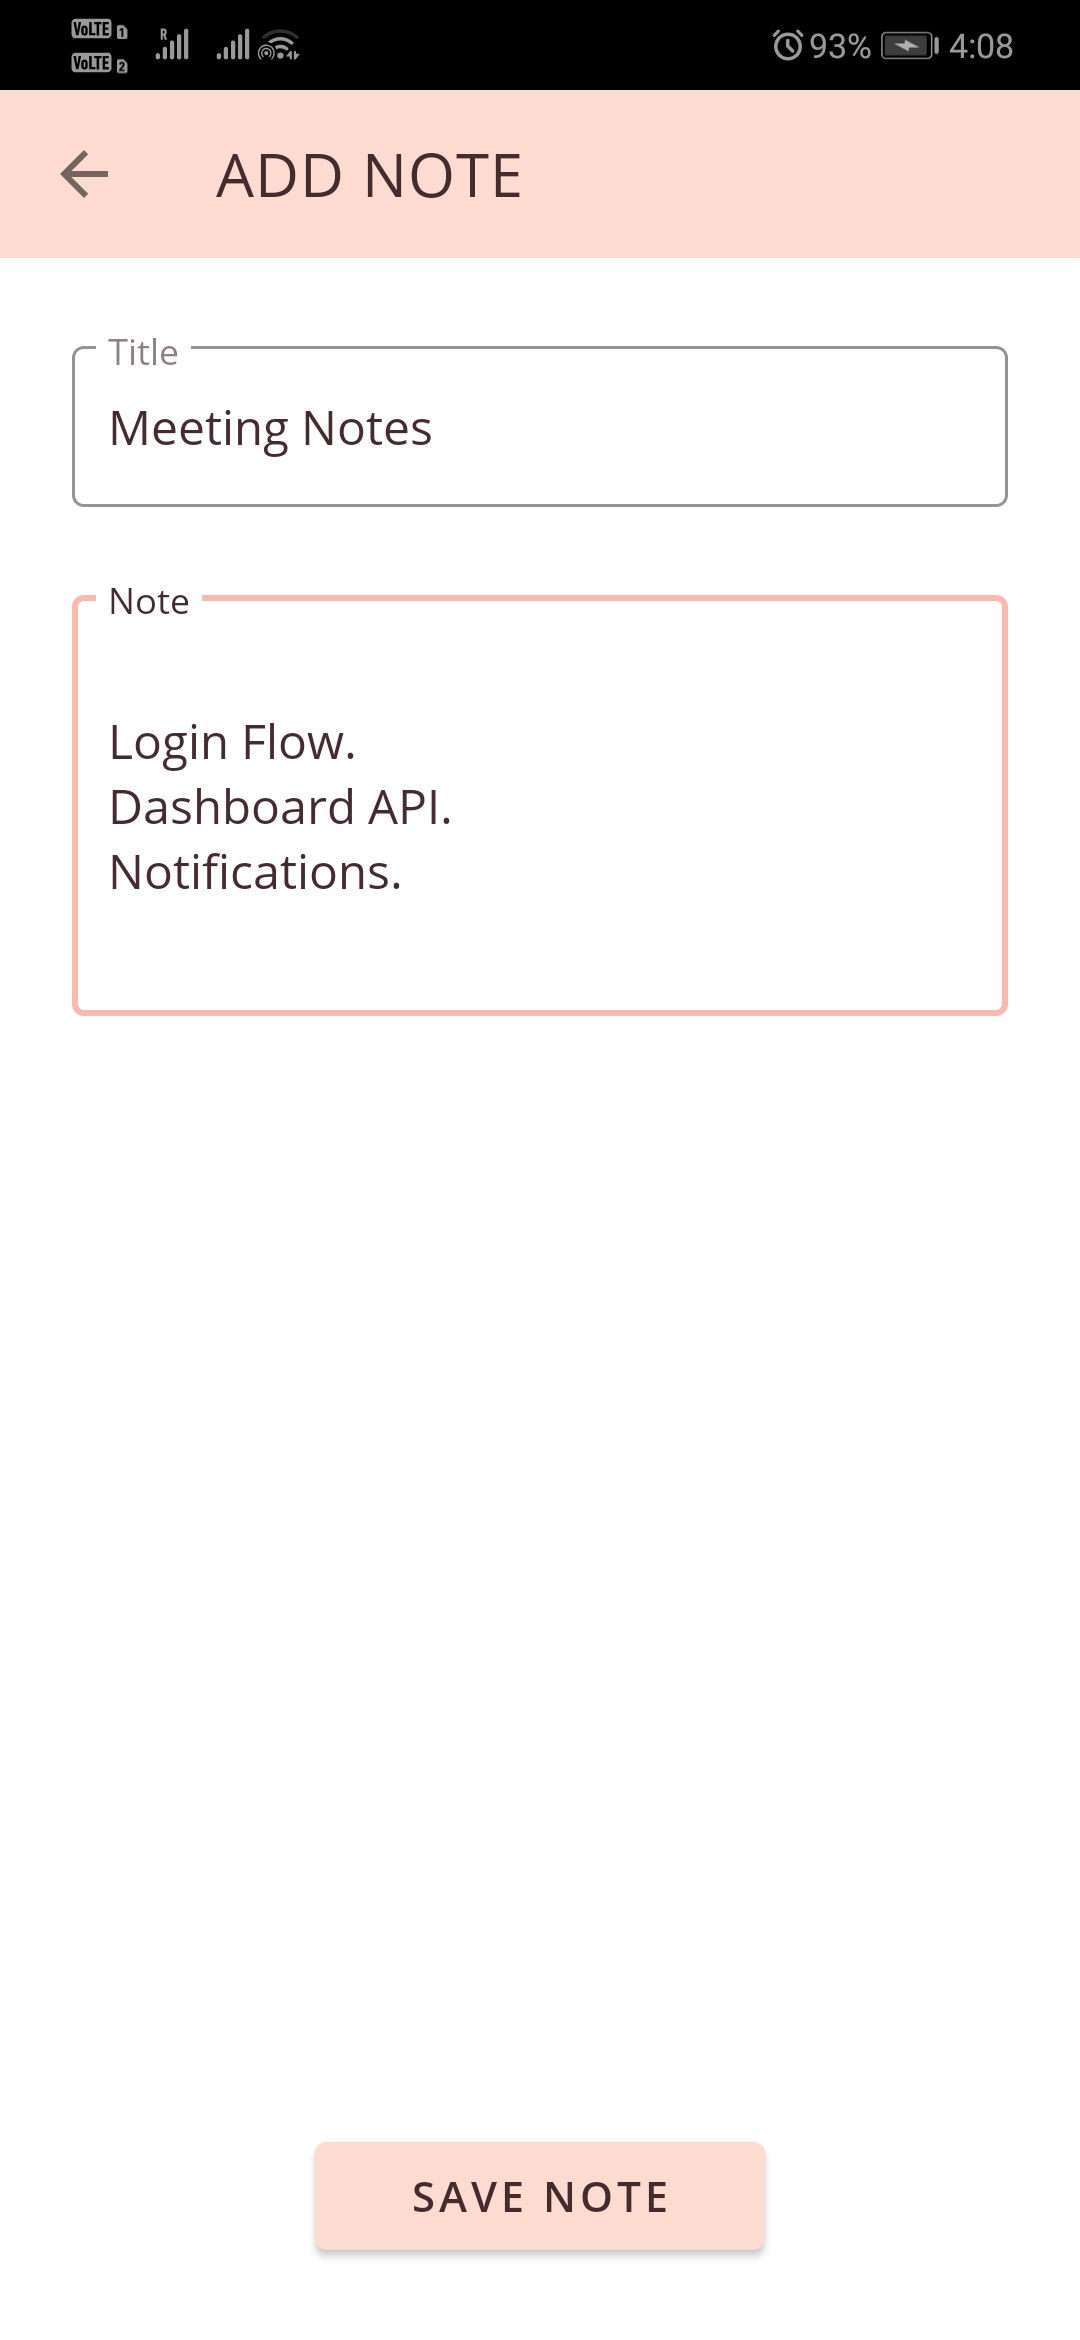 VoLTE 1
VoLTE 2
R
93%
4:08
ADD NOTE
Title
Meeting Notes
Note
Login Flow.
Dashboard API.
Notifications.
SAVE NOTE